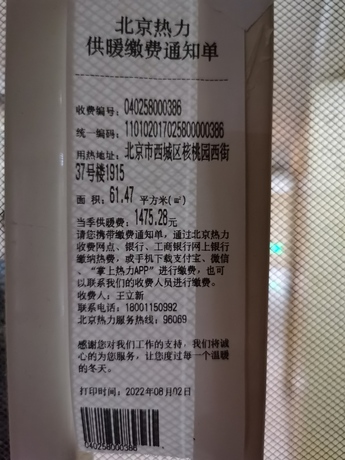 北京热力
供暖缴费通知单
收费编号: 040258000386
统一编码: 11010201702580000386
用热地址: 北京市西城区核桃园西街
37号楼1915
面 积: 61.47 平方米(㎡)
当季供暖费: 1475.28元
请您携带缴费通知单，通过北京热力
收费网点、银行、工商银行网上银行
缴纳热费，或手机下载支付宝、微信、
“掌上热力APP”进行缴费，也可
以联系我们的收费人员进行缴费。
收费人: 王立新
联系电话: 18001150992
北京热力服务热线: 96069
感谢您对我们工作的支持，我们将诚
心的为您服务，让您度过每一个温暖
的冬天。
打印时间: 2022年08月02日
040258000386